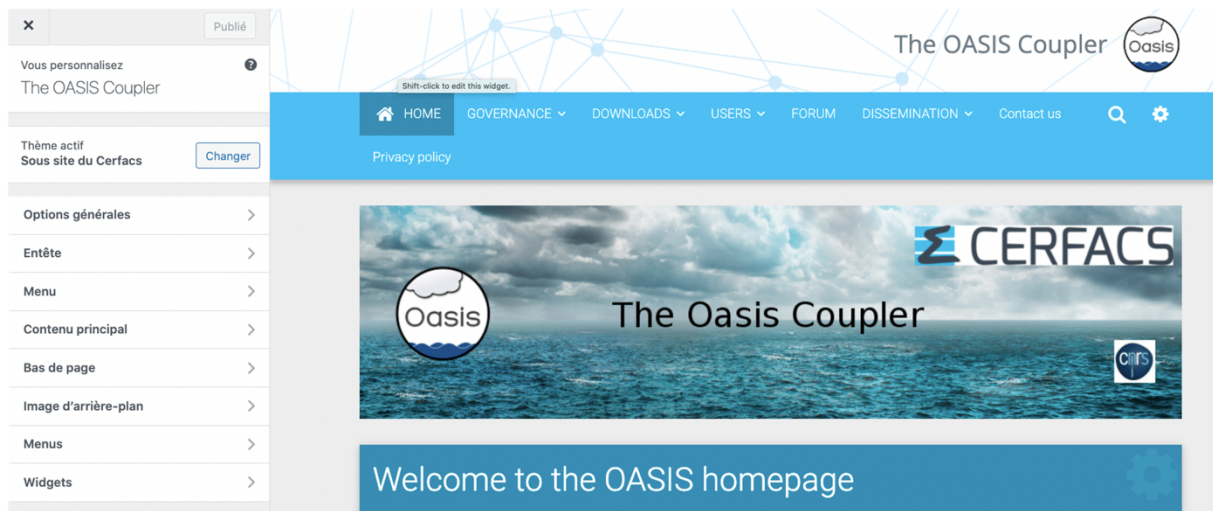 Publié
Vous personnalisez
The OASIS Coupler
Thème actif
Sous site du Cerfacs
Changer
Options générales
Entête
Menu
Contenu principal
Bas de page
Image d’arrière-plan
Menus
Widgets
The OASIS Coupler
Oasis
Shift-click to edit this widget.
HOME GOVERNANCE DOWNLOADS USERS FORUM DISSEMINATION Contact us
Privacy policy
CERFACS
Oasis
The Oasis Coupler
cnrs
Welcome to the OASIS homepage